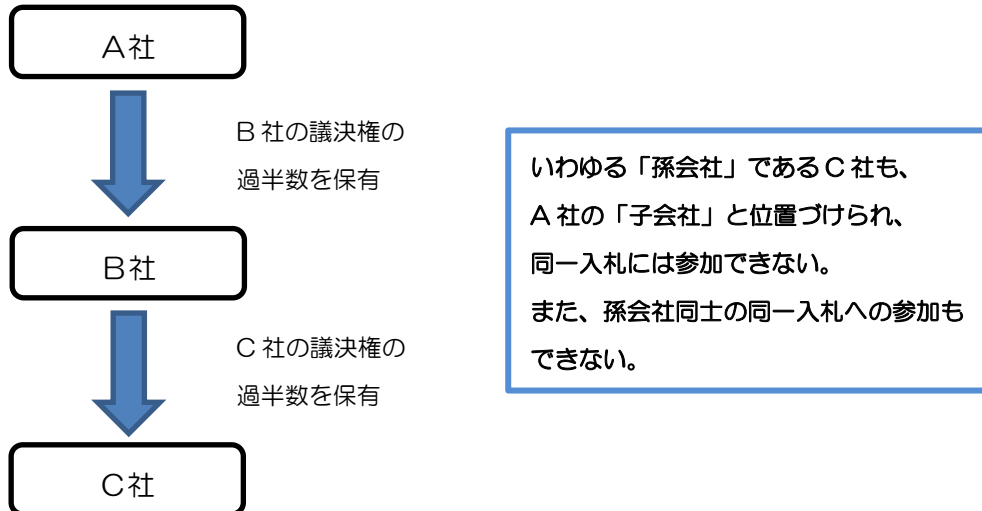 A社
B社の議決権の
過半数を保有
B社
C社の議決権の
過半数を保有
C社
いわゆる「孫会社」であるC社も、
A社の「子会社」と位置づけられ、
同一入札には参加できない。
また、孫会社同士の同一入札への参加も
できない。